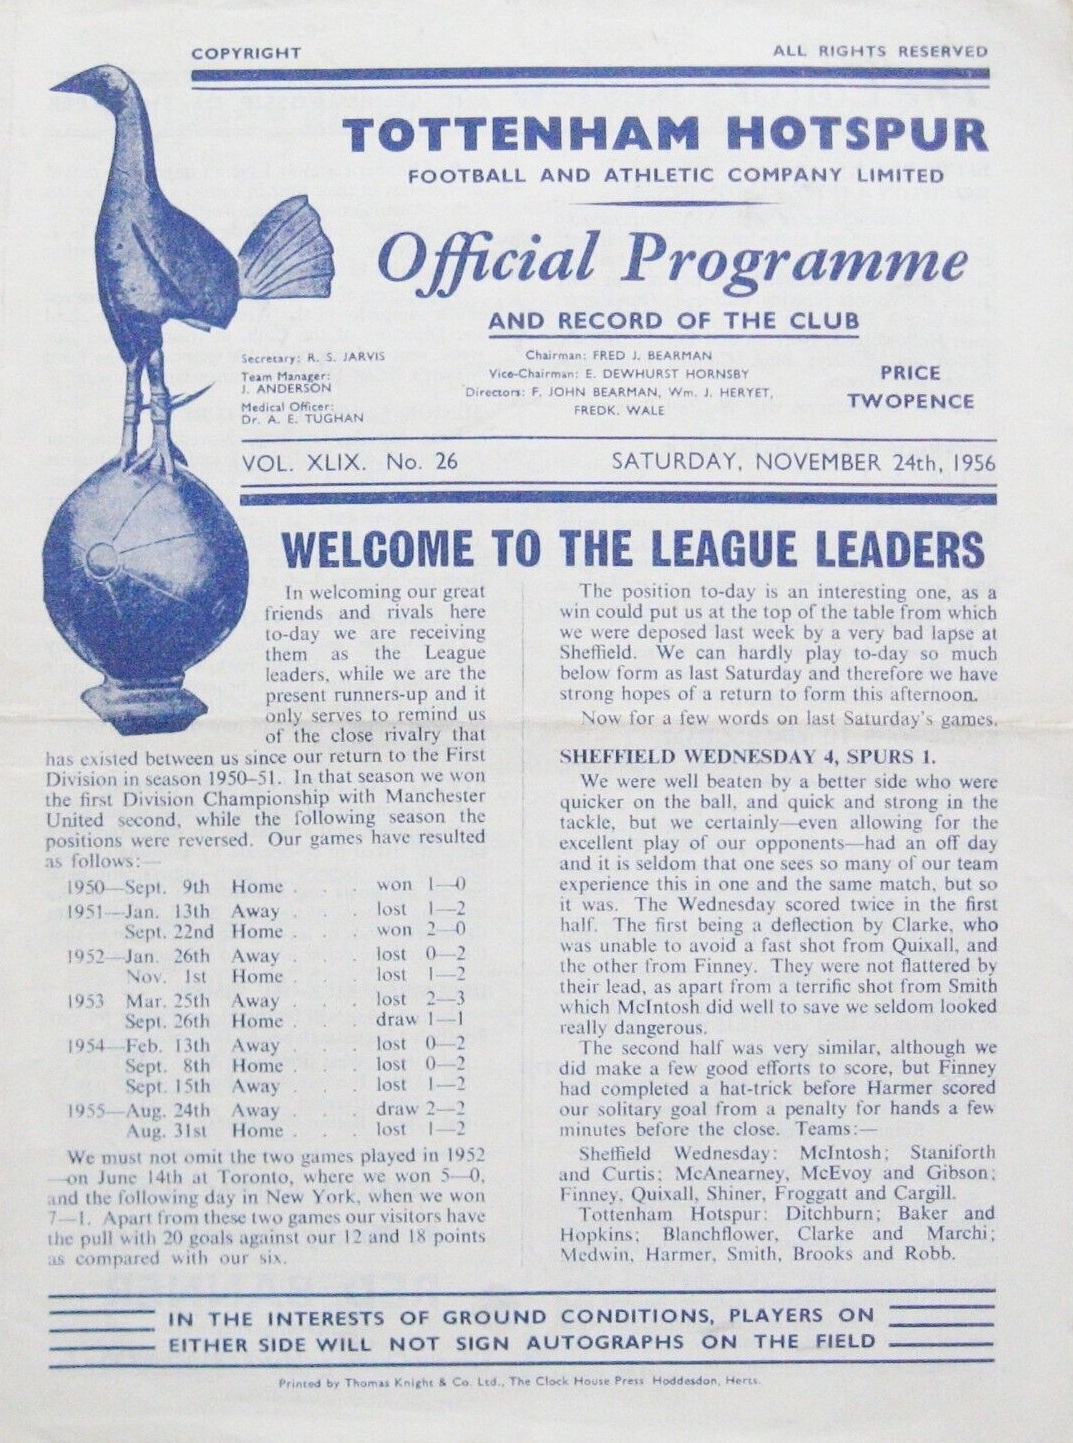 COPYRIGHT
ALL RIGHTS RESERVED
TOTTENHAM HOTSPUR
FOOTBALL AND ATHLETIC COMPANY LIMITED
Official Programme
AND RECORD OF THE CLUB
Secretary: R. S. JARVIS
Team Manager:
J. ANDERSON
Medical Officer:
Dr. A. E. TUGHAN
Chairman: FRED J. BEARMAN
Vice-Chairman: E. DEWHURST HORNSBY
Directors: F. JOHN BEARMAN, Wm. J. HERYET,
FREDK. WALE
PRICE
TWOPENCE
VOL. XLIX. No. 26
SATURDAY, NOVEMBER 24th, 1956
WELCOME TO THE LEAGUE LEADERS
In welcoming our great
friends and rivals here
to-day we are receiving
them as the League
leaders, while we are the
present runners-up and it
only serves to remind us
of the close rivalry that
has existed between us since our return to the First
Division in season 1950–51. In that season we won
the first Division Championship with Manchester
United second, while the following season the
positions were reversed. Our games have resulted
as follows:—
1950—Sept. 9th Home . . . won 1—0
1951—Jan. 13th Away . . . lost 1—2
Sept. 22nd Home . . . won 2—0
1952—Jan. 26th Away . . . lost 0—2
Nov. 1st Home . . . lost 1—2
1953 Mar. 25th Away . . . lost 2—3
Sept. 26th Home . . . draw 1—1
1954—Feb. 13th Away . . . lost 0—2
Sept. 8th Home . . . lost 0—2
Sept. 15th Away . . . lost 1—2
1955—Aug. 24th Away . . . draw 2—2
Aug. 31st Home . . . lost 1—2
We must not omit the two games played in 1952
—on June 14th at Toronto, where we won 5—0,
and the following day in New York, when we won
7—1. Apart from these two games our visitors have
the pull with 20 goals against our 12 and 18 points
as compared with our six.
The position to-day is an interesting one, as a
win could put us at the top of the table from which
we were deposed last week by a very bad lapse at
Sheffield. We can hardly play to-day so much
below form as last Saturday and therefore we have
strong hopes of a return to form this afternoon.
Now for a few words on last Saturday's games.
SHEFFIELD WEDNESDAY 4, SPURS 1.
We were well beaten by a better side who were
quicker on the ball, and quick and strong in the
tackle, but we certainly—even allowing for the
excellent play of our opponents—had an off day
and it is seldom that one sees so many of our team
experience this in one and the same match, but so
it was. The Wednesday scored twice in the first
half. The first being a deflection by Clarke, who
was unable to avoid a fast shot from Quixall, and
the other from Finney. They were not flattered by
their lead, as apart from a terrific shot from Smith
which McIntosh did well to save we seldom looked
really dangerous.
The second half was very similar, although we
did make a few good efforts to score, but Finney
had completed a hat-trick before Harmer scored
our solitary goal from a penalty for hands a few
minutes before the close. Teams:—
Sheffield Wednesday: McIntosh; Staniforth
and Curtis; McAnearney, McEvoy and Gibson;
Finney, Quixall, Shiner, Froggatt and Cargill.
Tottenham Hotspur: Ditchburn; Baker and
Hopkins; Blanchflower, Clarke and Marchi;
Medwin, Harmer, Smith, Brooks and Robb.
IN THE INTERESTS OF GROUND CONDITIONS, PLAYERS ON
EITHER SIDE WILL NOT SIGN AUTOGRAPHS ON THE FIELD
Printed by Thomas Knight & Co. Ltd., The Clock House Press Hoddesdon, Herts.